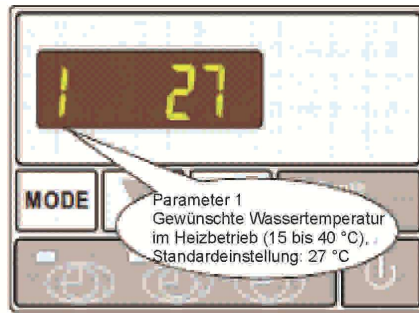 1 27
MODE
Parameter 1
Gewünschte Wassertemperatur
im Heizbetrieb (15 bis 40 °C),
Standardeinstellung: 27 °C